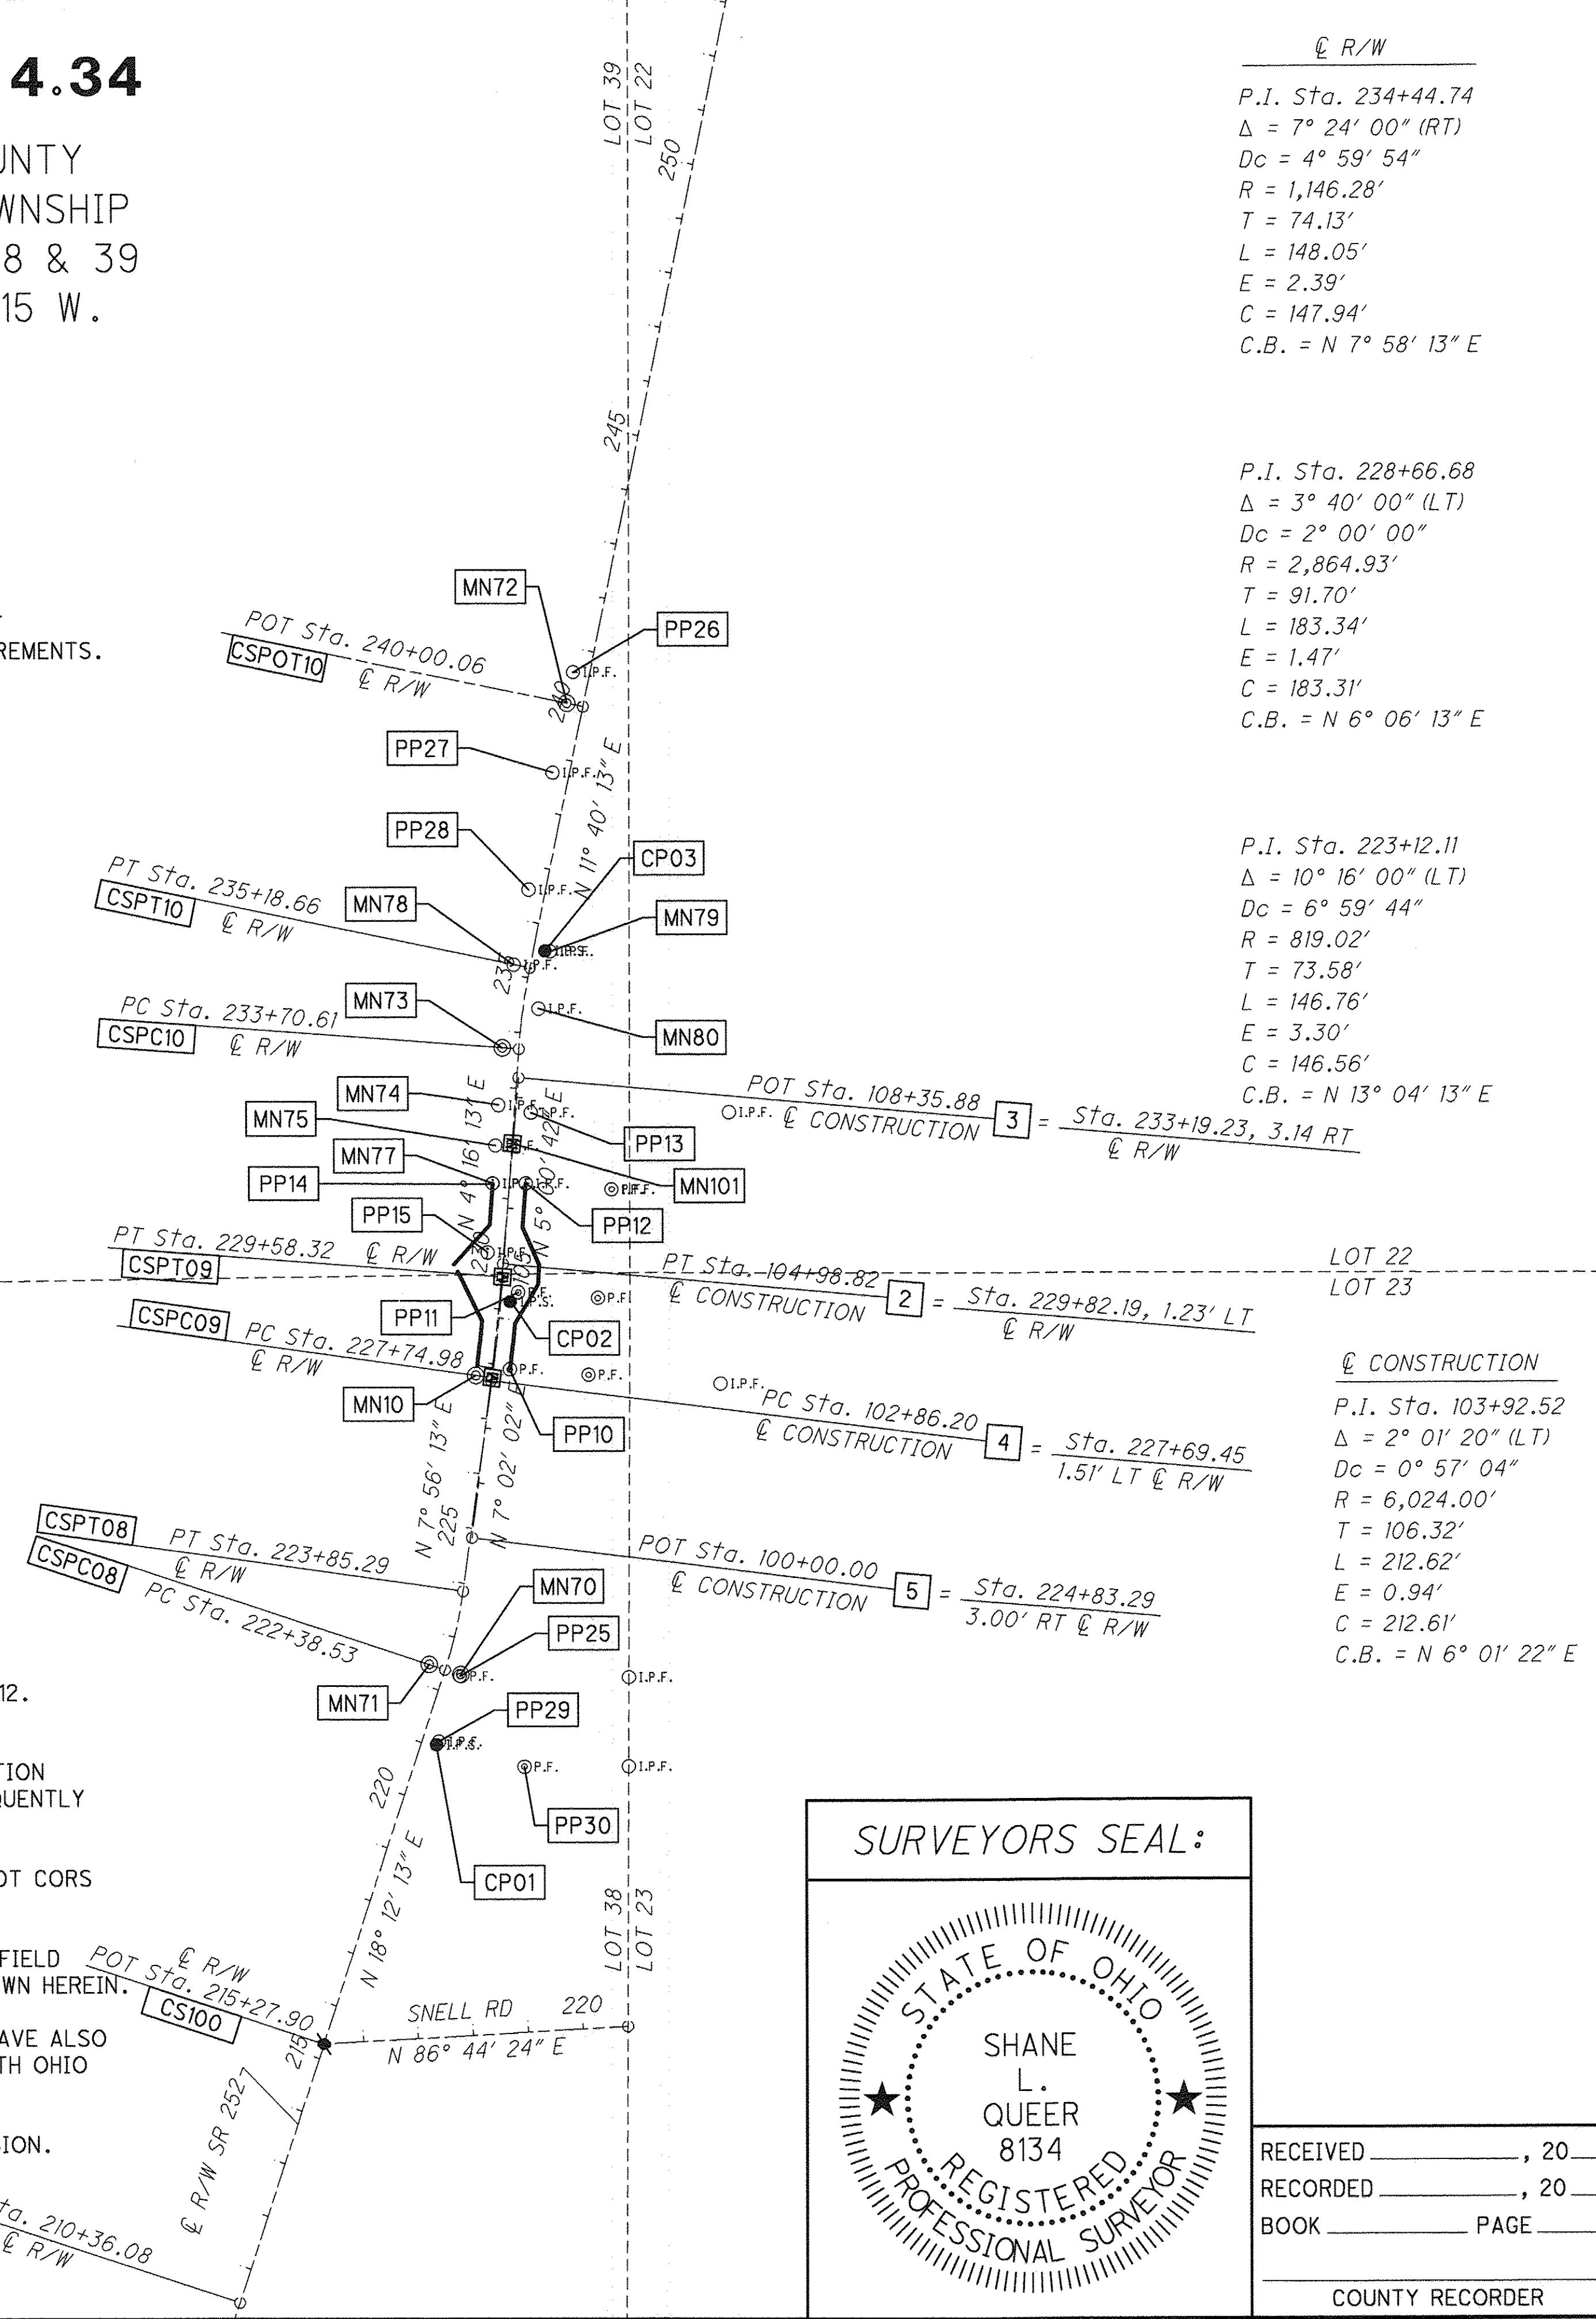 4.34
UNTY
WNSHIP
8 & 39
15 W.
REMENTS.
12.
TION
QUENTLY
OT CORS
FIELD
WN HEREIN.
AVE ALSO
TH OHIO
SION.
LOT 39
LOT 22
250
245
MN72
PP26
POT Sta. 240+00.06
CSPOT10
℄ R/W
I.P.F.
240
PP27
I.P.F.
N 11° 40' 13" E
PP28
I.P.F.
CP03
PT Sta. 235+18.66
CSPT10
℄ R/W
MN78
MN79
I.P.F.
235
PC Sta. 233+70.61
CSPC10
℄ R/W
MN73
I.P.F.
MN80
MN74
I.P.F.
I.P.F.
MN75
PP13
N 4° 16' 13" E
MN77
PP14
MN101
PP15
PP12
I.P.F.
230
105
POT Sta. 108+35.88
℄ CONSTRUCTION
3
= Sta. 233+19.23, 3.14 RT
℄ R/W
I.P.F.
PT Sta. 229+58.32
℄ R/W
CSPT09
PT Sta. 104+98.82
℄ CONSTRUCTION
2
= Sta. 229+82.19, 1.23' LT
℄ R/W
LOT 22
LOT 23
PP11
P.F.
CP02
CSPC09
PC Sta. 227+74.98
℄ R/W
P.F.
P.F.
I.P.F.
MN10
PP10
PC Sta. 102+86.20
℄ CONSTRUCTION
4
= Sta. 227+69.45
1.51' LT ℄ R/W
N 7° 56' 13" E
N 7° 02' 02" E
225
CSPT08
PT Sta. 223+85.29
℄ R/W
CSPC08
PC Sta. 222+38.53
POT Sta. 100+00.00
℄ CONSTRUCTION
5
= Sta. 224+83.29
3.00' RT ℄ R/W
MN70
PP25
P.F.
I.P.F.
MN71
PP29
P.F.
I.P.F.
220
PP30
CP01
N 18° 12' 13" E
LOT 38
LOT 23
℄ R/W
POT Sta. 215+27.90
CS100
215
SNELL RD
220
N 86° 44' 24" E
℄ R/W SR 252
ta. 210+36.08
℄ R/W
℄ R/W
P.I. Sta. 234+44.74
Δ = 7° 24' 00" (RT)
Dc = 4° 59' 54"
R = 1,146.28'
T = 74.13'
L = 148.05'
E = 2.39'
C = 147.94'
C.B. = N 7° 58' 13" E
P.I. Sta. 228+66.68
Δ = 3° 40' 00" (LT)
Dc = 2° 00' 00"
R = 2,864.93'
T = 91.70'
L = 183.34'
E = 1.47'
C = 183.31'
C.B. = N 6° 06' 13" E
P.I. Sta. 223+12.11
Δ = 10° 16' 00" (LT)
Dc = 6° 59' 44"
R = 819.02'
T = 73.58'
L = 146.76'
E = 3.30'
C = 146.56'
C.B. = N 13° 04' 13" E
℄ CONSTRUCTION
P.I. Sta. 103+92.52
Δ = 2° 01' 20" (LT)
Dc = 0° 57' 04"
R = 6,024.00'
T = 106.32'
L = 212.62'
E = 0.94'
C = 212.61'
C.B. = N 6° 01' 22" E
SURVEYORS SEAL:
STATE OF OHIO
SHANE
L.
QUEER
8134
REGISTERED
PROFESSIONAL SURVEYOR
RECEIVED , 20
RECORDED , 20
BOOK PAGE
COUNTY RECORDER